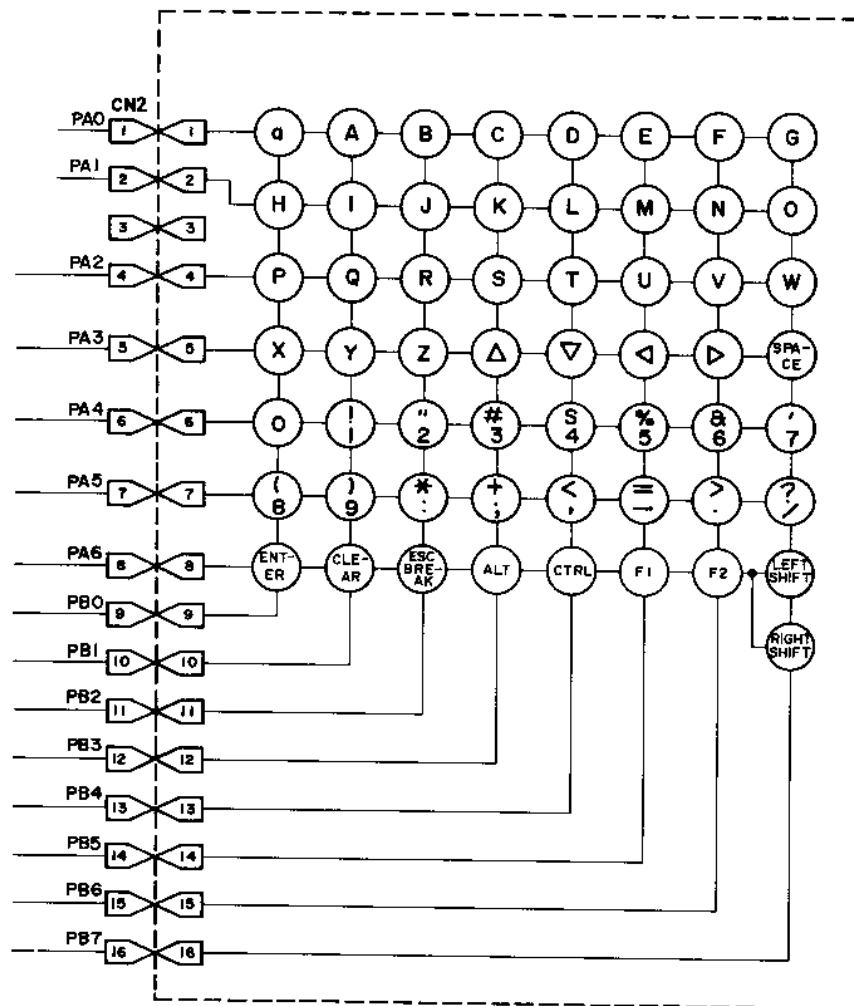 CN2
PA0 1 1 a A B C D E F G
PA1 2 2 H I J K L M N O
3 3
PA2 4 4 P Q R S T U V W
PA3 5 5 X Y Z △ ▽ ◁ ▷ SPA-
CE
PA4 6 6 0 ! " # S % & '
1 2 3 4 5 6 7
PA5 7 7 ( ) * + < = > ?
8 9 : ; , – . /
PA6 8 8 ENT-
ER CLE-
AR ESC
BRE-
AK ALT CTRL F1 F2 LEFT
SHIFT
PB0 9 9
RIGHT
SHIFT
PB1 10 10
PB2 11 11
PB3 12 12
PB4 13 13
PB5 14 14
PB6 15 15
PB7 16 16